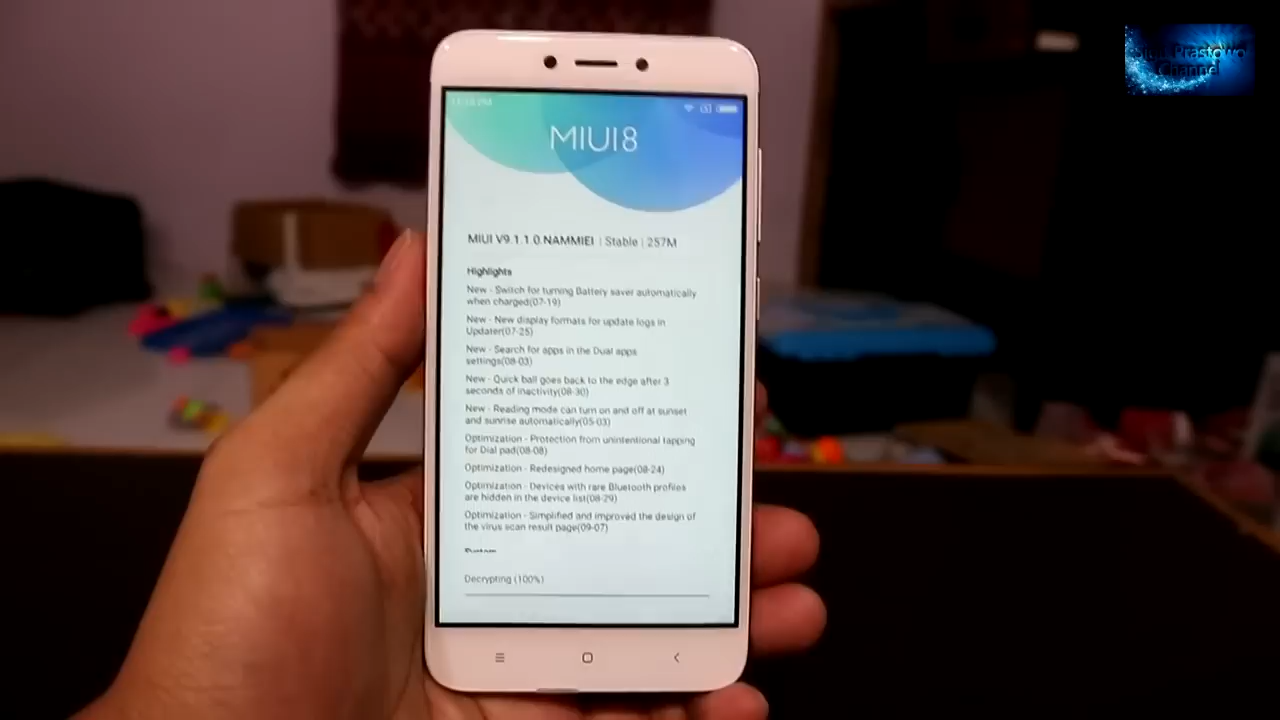 Prastowo
Channel
MIUI8
MIUI V9.1.1.0.NAMMIEI | Stable | 257M
Highlights
New - Switch for turning Battery saver automatically
when charged(07-19)
New - New display formats for update logs in
Updater(07-25)
New - Search for apps in the Dual apps
settings(08-03)
New - Quick ball goes back to the edge after 3
seconds of inactivity(08-30)
New - Reading mode can turn on and off at sunset
and sunrise automatically(05-03)
Optimization - Protection from unintentional tapping
for Dial pad(08-08)
Optimization - Redesigned home page(08-24)
Optimization - Devices with rare Bluetooth profiles
are hidden in the device list(08-29)
Optimization - Simplified and improved the design of
the virus scan result page(09-07)
System
Decrypting (100%)